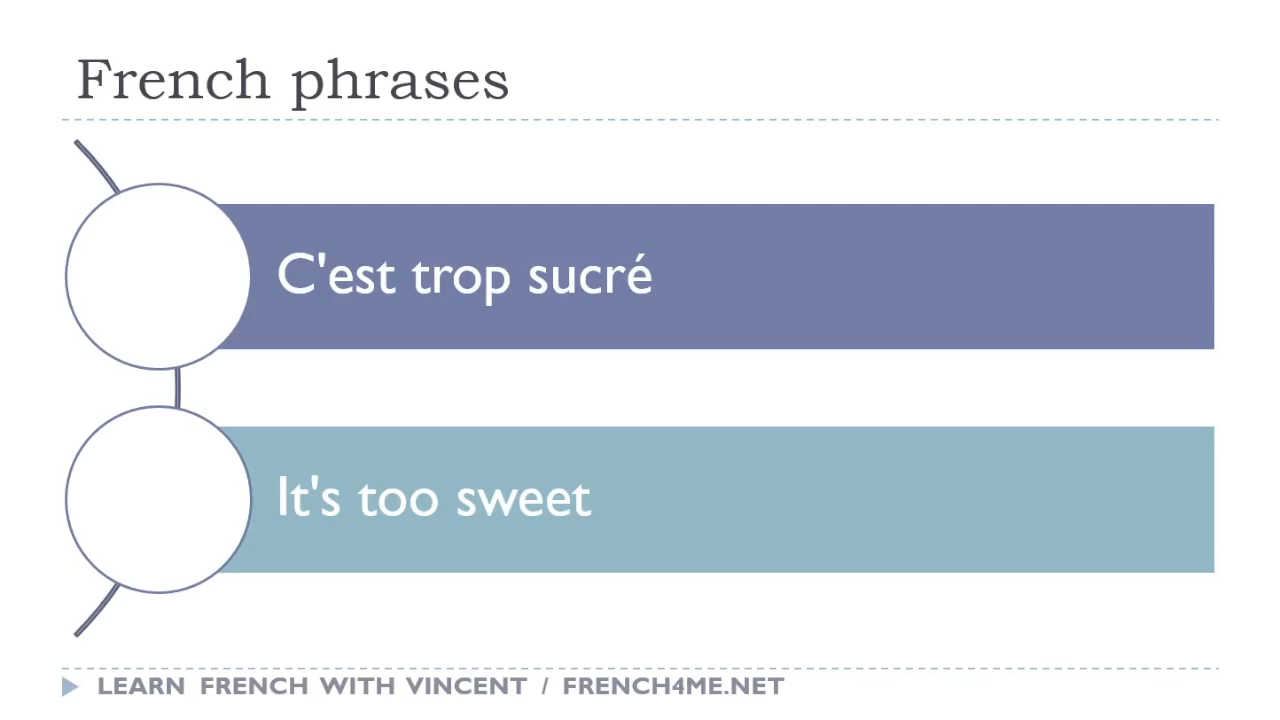 French phrases
C'est trop sucré
It's too sweet
LEARN FRENCH WITH VINCENT / FRENCH4ME.NET